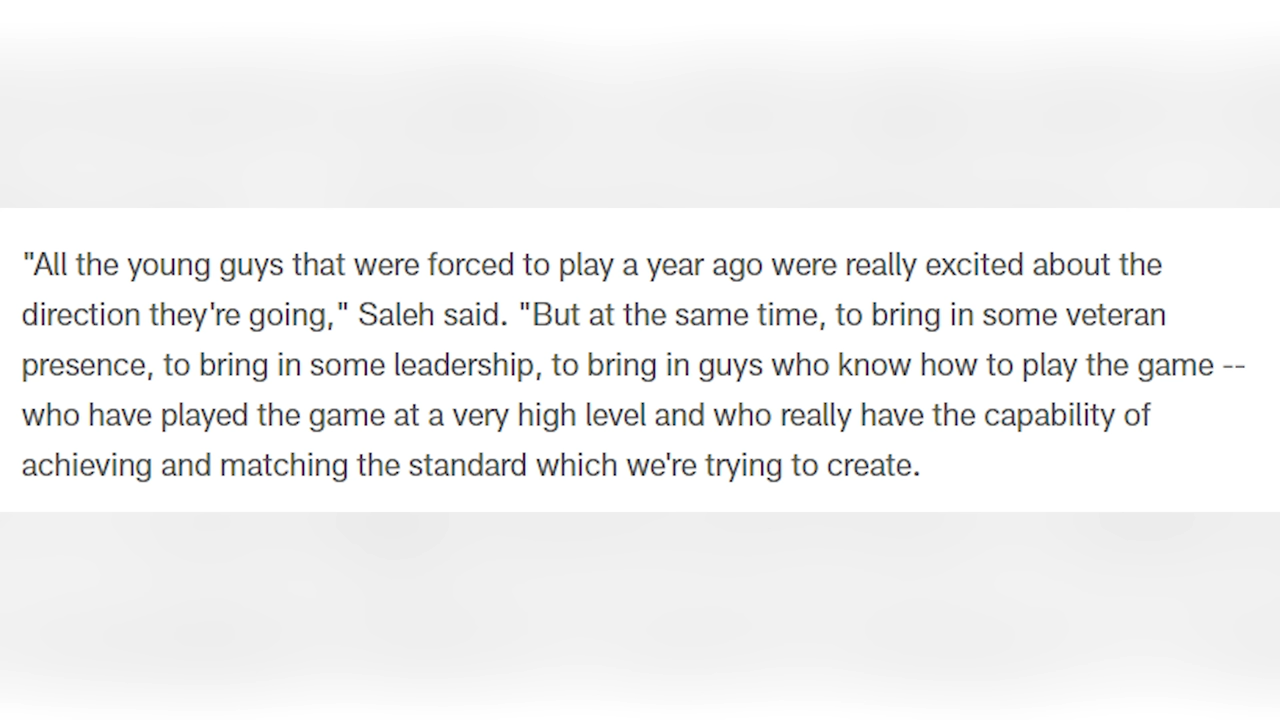 "All the young guys that were forced to play a year ago were really excited about the
direction they're going," Saleh said. "But at the same time, to bring in some veteran
presence, to bring in some leadership, to bring in guys who know how to play the game --
who have played the game at a very high level and who really have the capability of
achieving and matching the standard which we're trying to create.